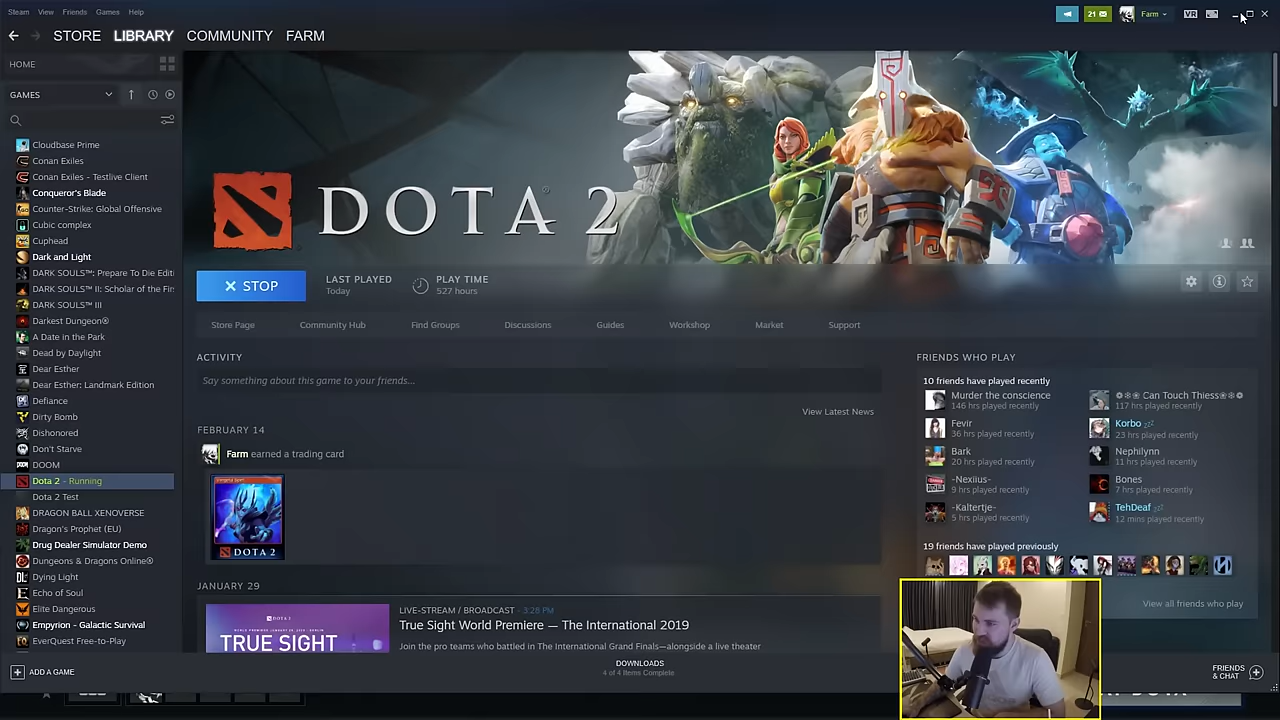 Steam View Friends Games Help
21
Farm
VR
STORE LIBRARY COMMUNITY FARM
HOME
GAMES
Cloudbase Prime
Conan Exiles
Conan Exiles - Testlive Client
Conqueror's Blade
Counter-Strike: Global Offensive
Cubic complex
Cuphead
Dark and Light
DARK SOULS™: Prepare To Die Editi
DARK SOULS™ II: Scholar of the Fir
DARK SOULS™ III
Darkest Dungeon®
A Date in the Park
Dead by Daylight
Dear Esther
Dear Esther: Landmark Edition
Defiance
Dirty Bomb
Dishonored
Don't Starve
DOOM
Dota 2 - Running
Dota 2 Test
DRAGON BALL XENOVERSE
Dragon's Prophet (EU)
Drug Dealer Simulator Demo
Dungeons & Dragons Online®
Dying Light
Echo of Soul
Elite Dangerous
Empyrion - Galactic Survival
EverQuest Free-to-Play
ADD A GAME
DOTA® 2
STOP
LAST PLAYED
Today
PLAY TIME
527 hours
Store Page Community Hub Find Groups Discussions Guides Workshop Market Support
ACTIVITY
Say something about this game to your friends...
View Latest News
FEBRUARY 14
Farm earned a trading card
DOTA 2
JANUARY 29
DOTA 2
TRUE SIGHT
LIVE-STREAM / BROADCAST - 3:28 PM
True Sight World Premiere — The International 2019
Join the pro teams who battled in The International Grand Finals—alongside a live theater
FRIENDS WHO PLAY
10 friends have played recently
Murder the conscience
146 hrs played recently
❁❄❀ Can Touch Thiess❀❄❁
117 hrs played recently
Fevir
36 hrs played recently
Korbo zzz
23 hrs played recently
Bark
20 hrs played recently
Nephilynn
11 hrs played recently
-Nexiius-
9 hrs played recently
Bones
7 hrs played recently
-Kaltertje-
5 hrs played recently
TehDeaf zzz
12 mins played recently
19 friends have played previously
View all friends who play
DOWNLOADS
4 of 4 Items Complete
FRIENDS
& CHAT